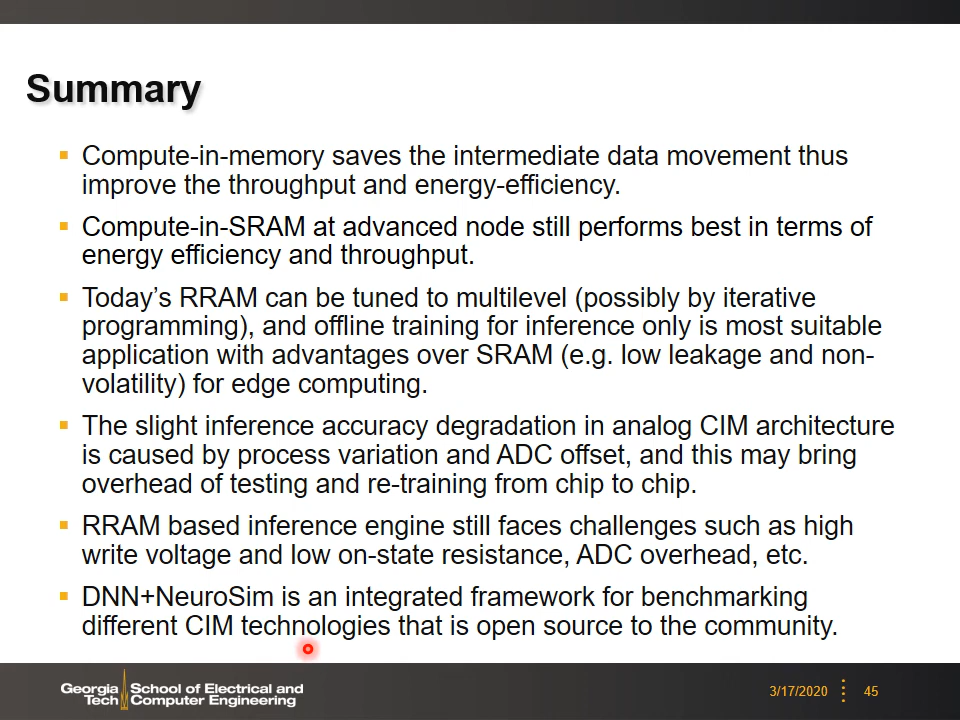 Summary
Compute-in-memory saves the intermediate data movement thus
improve the throughput and energy-efficiency.
Compute-in-SRAM at advanced node still performs best in terms of
energy efficiency and throughput.
Today’s RRAM can be tuned to multilevel (possibly by iterative
programming), and offline training for inference only is most suitable
application with advantages over SRAM (e.g. low leakage and non-
volatility) for edge computing.
The slight inference accuracy degradation in analog CIM architecture
is caused by process variation and ADC offset, and this may bring
overhead of testing and re-training from chip to chip.
RRAM based inference engine still faces challenges such as high
write voltage and low on-state resistance, ADC overhead, etc.
DNN+NeuroSim is an integrated framework for benchmarking
different CIM technologies that is open source to the community.
Georgia Tech School of Electrical and
Computer Engineering
3/17/2020 45